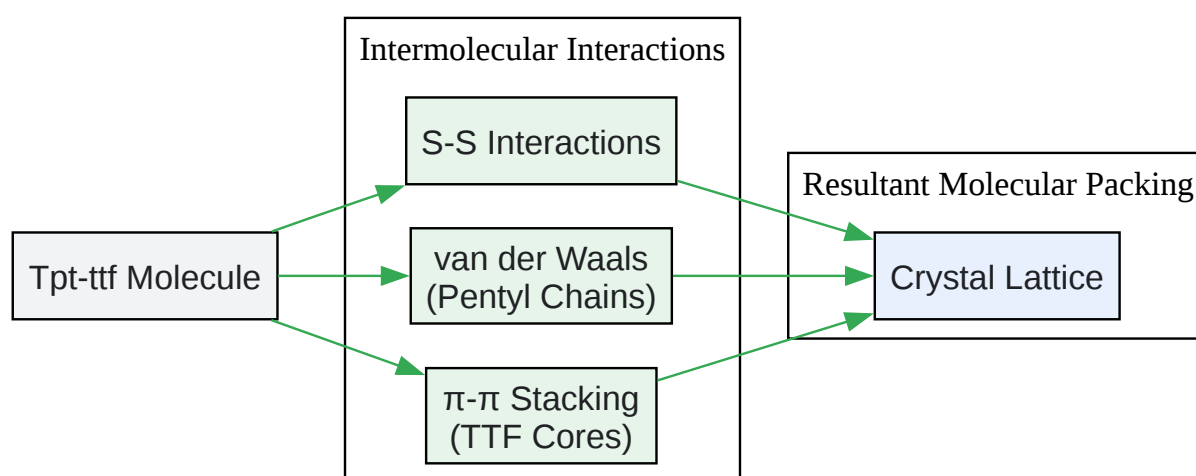 Intermolecular Interactions
S-S Interactions
Resultant Molecular Packing
Tpt-ttf Molecule
van der Waals
(Pentyl Chains)
Crystal Lattice
π-π Stacking
(TTF Cores)